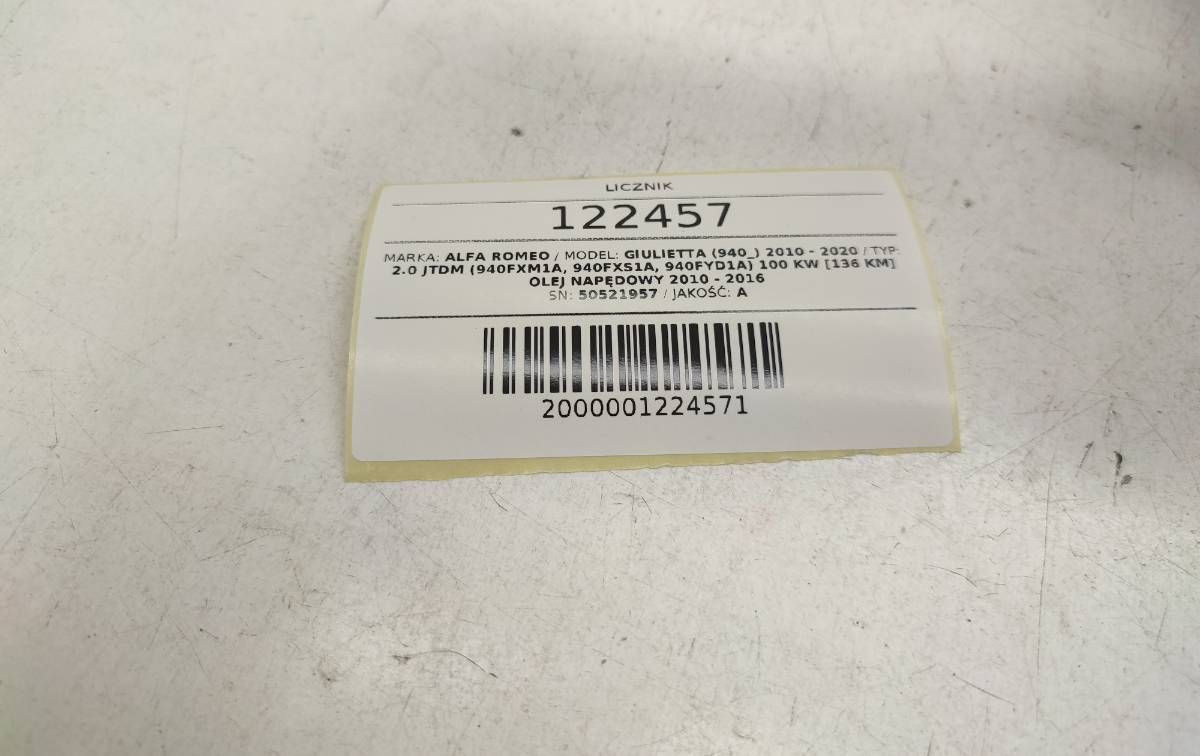 LICZNIK
122457
MARKA: ALFA ROMEO / MODEL: GIULIETTA (940_) 2010 - 2020 / TYP:
2.0 JTDM (940FXM1A, 940FXS1A, 940FYD1A) 100 KW [136 KM]
OLEJ NAPĘDOWY 2010 - 2016
SN: 50521957 / JAKOŚĆ: A
2000001224571